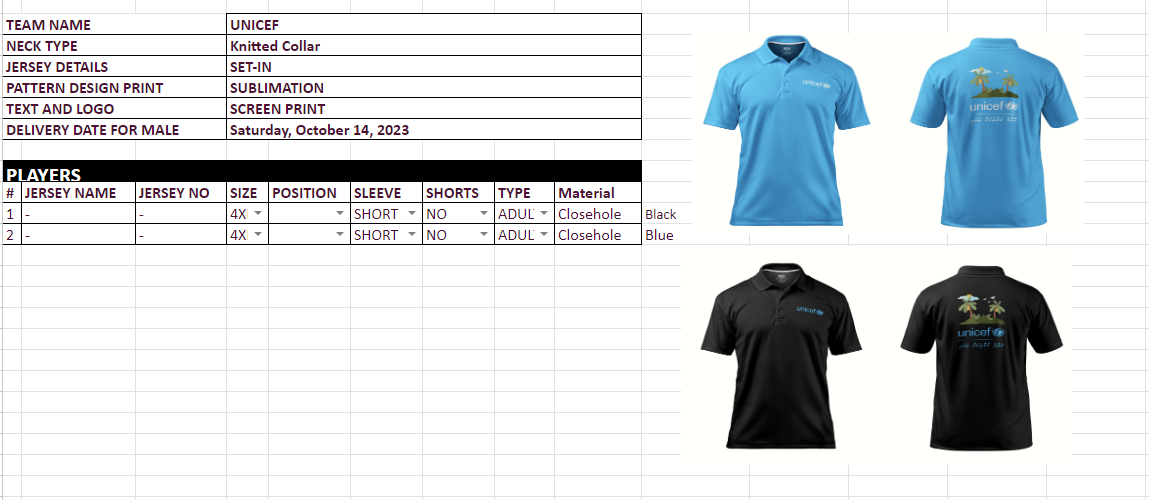 TEAM NAME UNICEF
NECK TYPE Knitted Collar
JERSEY DETAILS SET-IN
PATTERN DESIGN PRINT SUBLIMATION
TEXT AND LOGO SCREEN PRINT
DELIVERY DATE FOR MALE Saturday, October 14, 2023
PLAYERS
# JERSEY NAME JERSEY NO SIZE POSITION SLEEVE SHORTS TYPE Material
1 - - 4X SHORT NO ADUL Closehole Black
2 - - 4X SHORT NO ADUL Closehole Blue
unicef
unicef
unicef
unicef